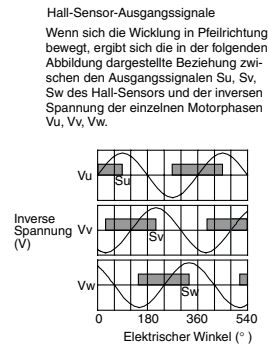 Hall-Sensor-Ausgangssignale
Wenn sich die Wicklung in Pfeilrichtung
bewegt, ergibt sich die in der folgenden
Abbildung dargestellte Beziehung zwi-
schen den Ausgangssignalen Su, Sv,
Sw des Hall-Sensors und der inversen
Spannung der einzelnen Motorphasen
Vu, Vv, Vw.
Vu
Su
Inverse
Spannung
(V)
Vv
Sv
Vw
Sw
0 180 360 540
Elektrischer Winkel (°)